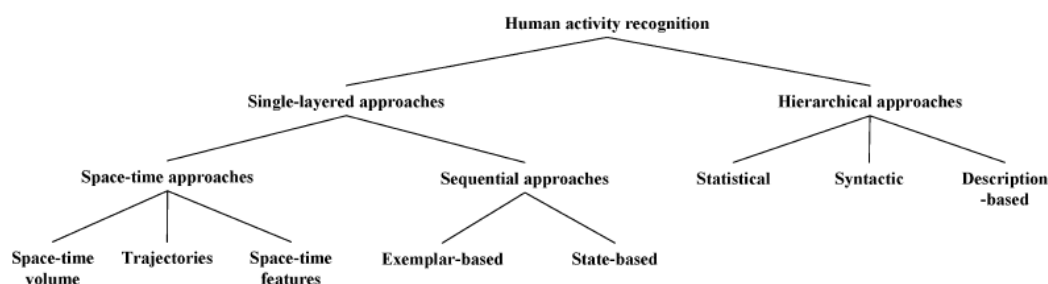 Human activity recognition
Single-layered approaches
Hierarchical approaches
Space-time approaches
Sequential approaches
Statistical
Syntactic
Description
-based
Space-time
volume
Trajectories
Space-time
features
Exemplar-based
State-based